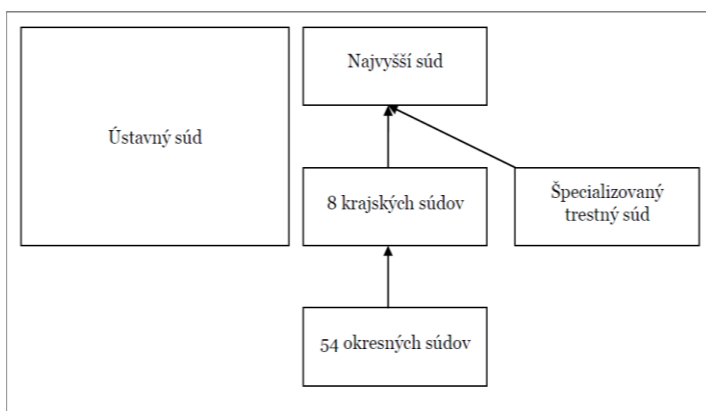 Ústavný súd
Najvyšší súd
8 krajských súdov
Špecializovaný
trestný súd
54 okresných súdov